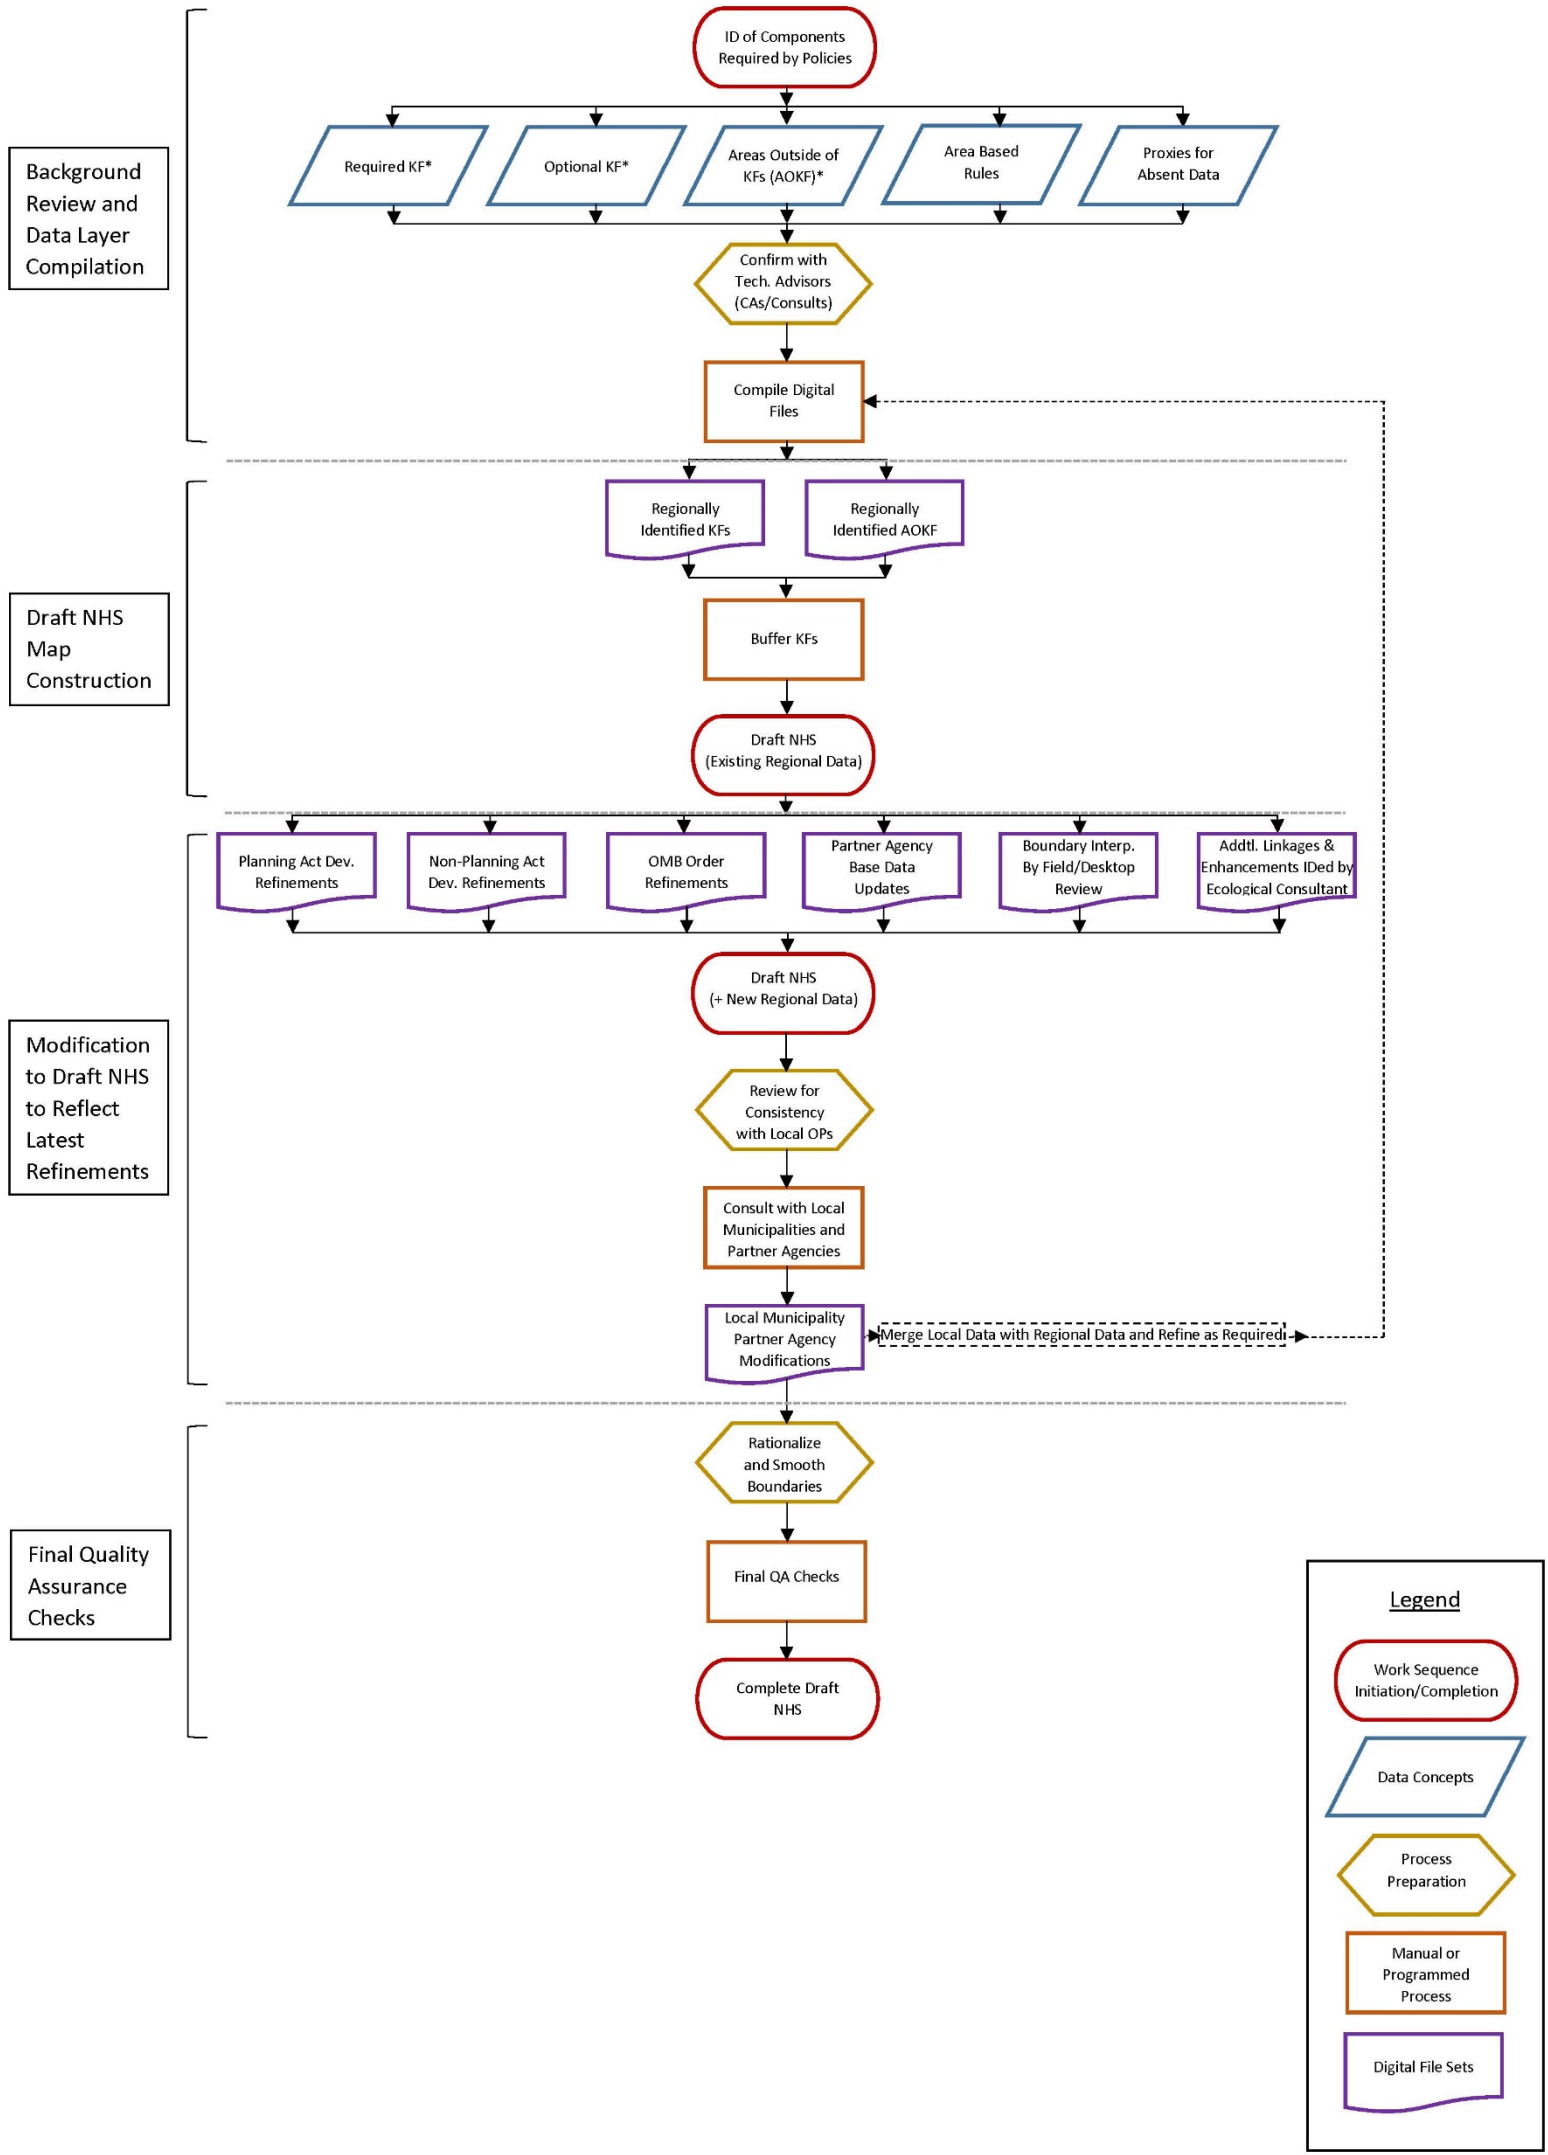 ID of Components
Required by Policies
Background
Review and
Data Layer
Compilation
Required KF*
Optional KF*
Areas Outside of
KFs (AOKF)*
Area Based
Rules
Proxies for
Absent Data
Confirm with
Tech. Advisors
(CAs/Consults)
Compile Digital
Files
Draft NHS
Map
Construction
Regionally
Identified KFs
Regionally
Identified AOKF
Buffer KFs
Draft NHS
(Existing Regional Data)
Modification
to Draft NHS
to Reflect
Latest
Refinements
Planning Act Dev.
Refinements
Non-Planning Act
Dev. Refinements
OMB Order
Refinements
Partner Agency
Base Data
Updates
Boundary Interp.
By Field/Desktop
Review
Addtl. Linkages &
Enhancements IDed by
Ecological Consultant
Draft NHS
(+ New Regional Data)
Review for
Consistency
with Local OPs
Consult with Local
Municipalities and
Partner Agencies
Local Municipality
Partner Agency
Modifications
Merge Local Data with Regional Data and Refine as Required
Final Quality
Assurance
Checks
Rationalize
and Smooth
Boundaries
Final QA Checks
Complete Draft
NHS
Legend
Work Sequence
Initiation/Completion
Data Concepts
Process
Preparation
Manual or
Programmed
Process
Digital File Sets